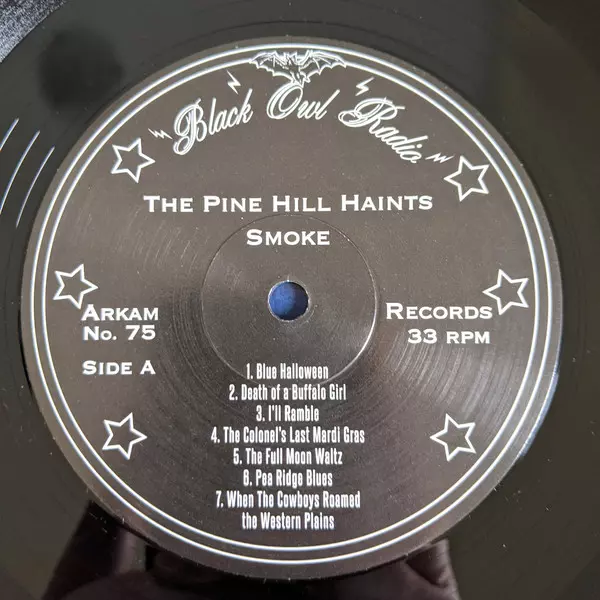 Black Owl Radio.
THE PINE HILL HAINTS
SMOKE
ARKAM
No. 75
SIDE A
RECORDS
33 RPM
1. Blue Halloween
2. Death of a Buffalo Girl
3. I'll Ramble
4. The Colonel's Last Mardi Gras
5. The Full Moon Waltz
6. Pea Ridge Blues
7. When The Cowboys Roamed
the Western Plains